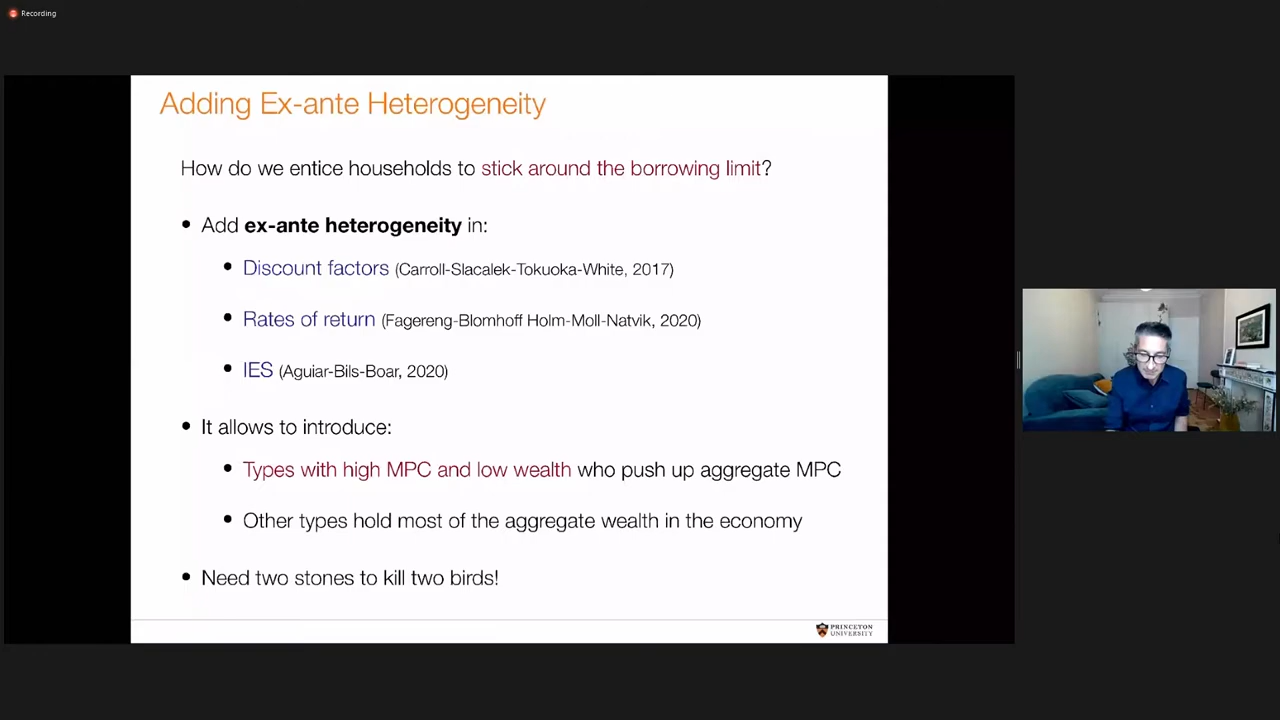 Recording
Adding Ex-ante Heterogeneity
How do we entice households to stick around the borrowing limit?
• Add ex-ante heterogeneity in:
• Discount factors (Carroll-Slacalek-Tokuoka-White, 2017)
• Rates of return (Fagereng-Blomhoff Holm-Moll-Natvik, 2020)
• IES (Aguiar-Bils-Boar, 2020)
• It allows to introduce:
• Types with high MPC and low wealth who push up aggregate MPC
• Other types hold most of the aggregate wealth in the economy
• Need two stones to kill two birds!
PRINCETON
UNIVERSITY